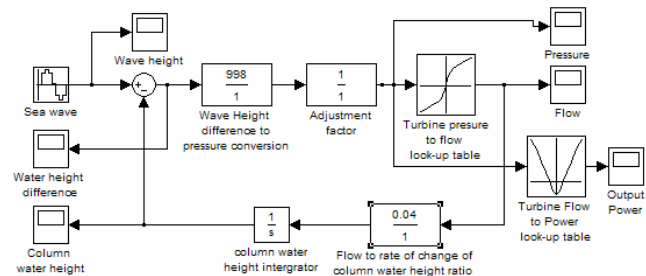 Wave height
Pressure
Sea wave
+
-
998
1
Wave Height
difference to
pressure conversion
1
1
Adjustment
factor
Turbine presure to
flow
look-up table
Flow
Water height
difference
Turbine Flow
to Power
look-up table
Output
Power
Column
water height
1
s
column water
height intergrator
0.04
1
Flow to rate of change of
column water height ratio